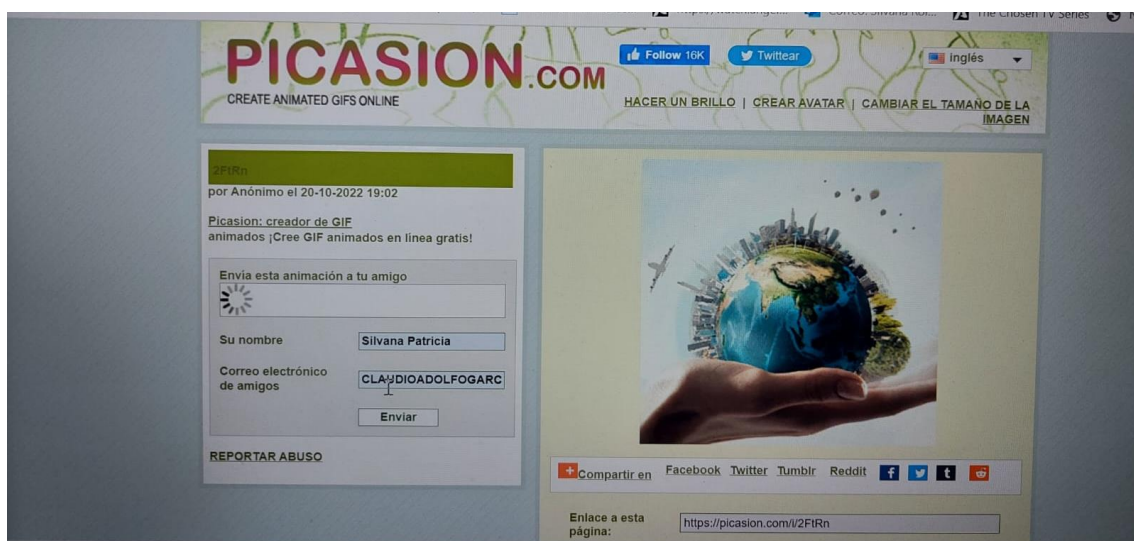 The Chosen TV Series
PICASION.COM
CREATE ANIMATED GIFS ONLINE
Follow 16K
Twittear
inglés
HACER UN BRILLO | CREAR AVATAR | CAMBIAR EL TAMAÑO DE LA
IMAGEN
2FtRn
por Anónimo el 20-10-2022 19:02
Picasion: creador de GIF
animados ¡Cree GIF animados en línea gratis!
Envia esta animación a tu amigo
Su nombre
Silvana Patricia
Correo electrónico
de amigos
CLAUDIOADOLFOGARC
Enviar
REPORTAR ABUSO
Compartir en Facebook Twitter Tumblr Reddit
Enlace a esta
página:
https://picasion.com/i/2FtRn